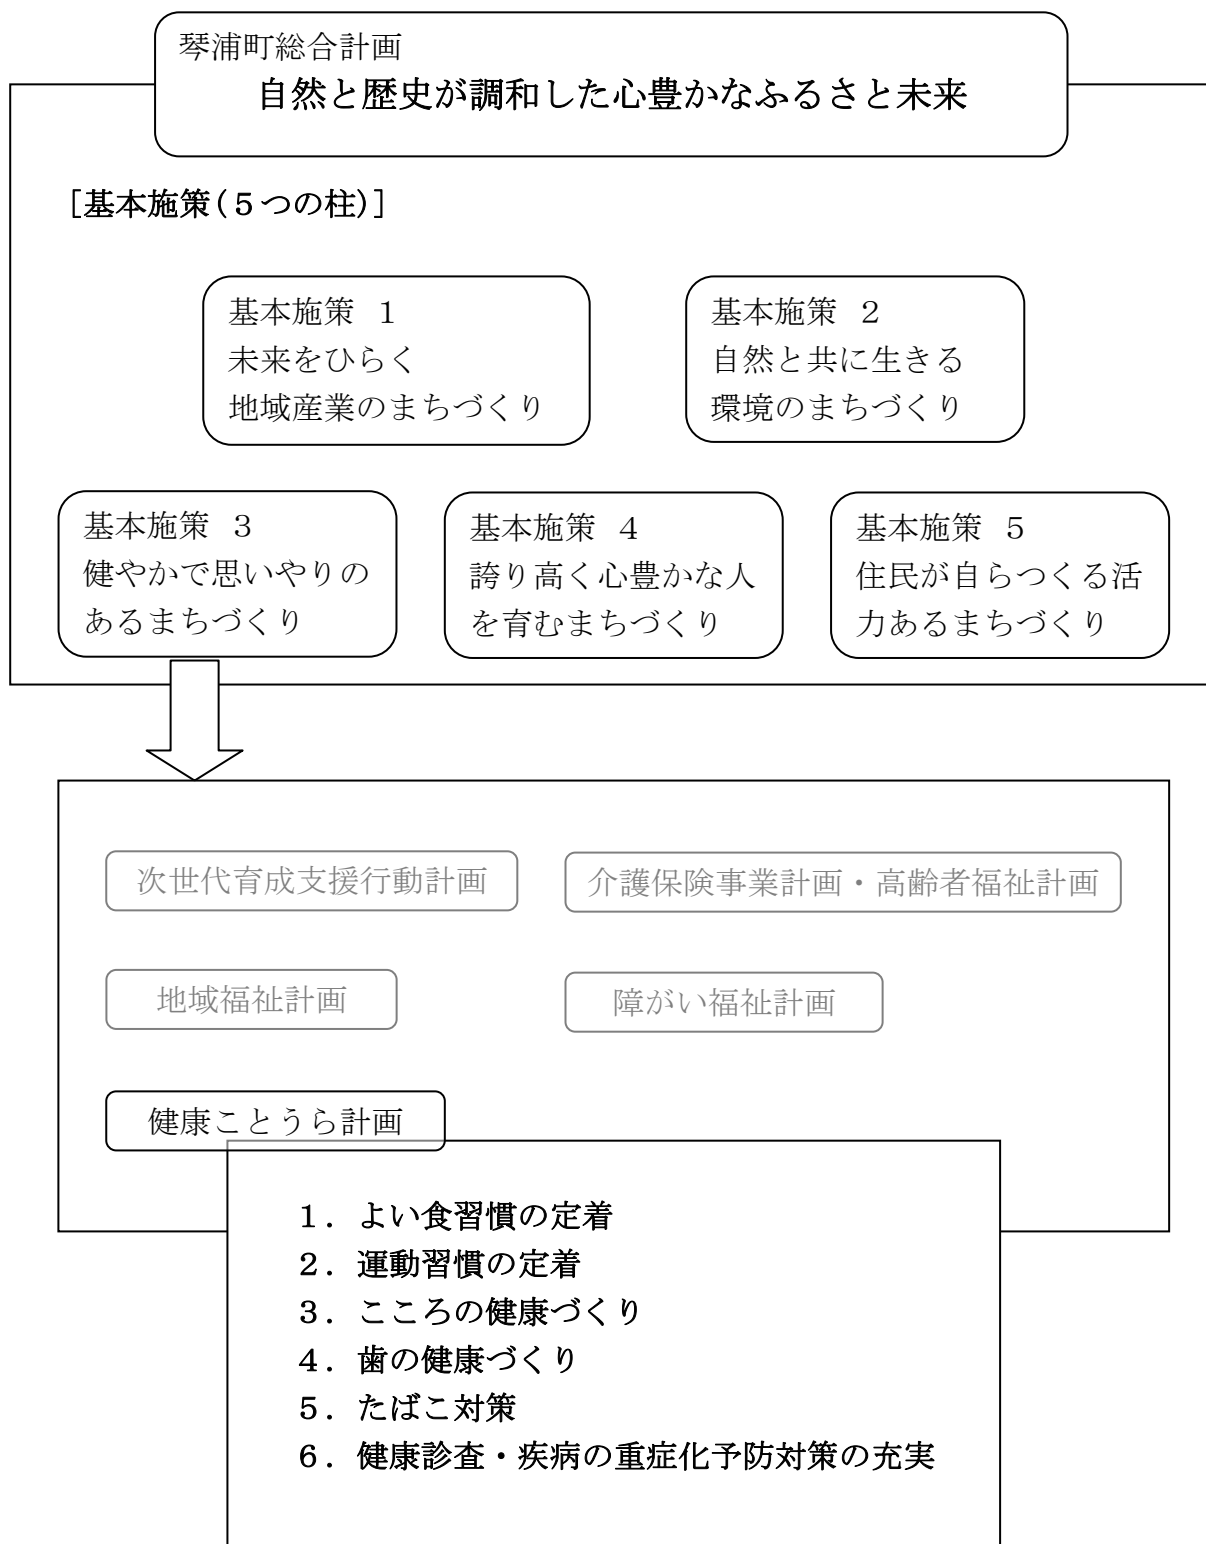 琴浦町総合計画
自然と歴史が調和した心豊かなふるさと未来
[基本施策(５つの柱)]
基本施策 １
未来をひらく
地域産業のまちづくり
基本施策 ２
自然と共に生きる
環境のまちづくり
基本施策 ３
健やかで思いやりの
あるまちづくり
基本施策 ４
誇り高く心豊かな人
を育むまちづくり
基本施策 ５
住民が自らつくる活
力あるまちづくり
次世代育成支援行動計画
介護保険事業計画・高齢者福祉計画
地域福祉計画
障がい福祉計画
健康ことうら計画
１．よい食習慣の定着
２．運動習慣の定着
３．こころの健康づくり
４．歯の健康づくり
５．たばこ対策
６．健康診査・疾病の重症化予防対策の充実